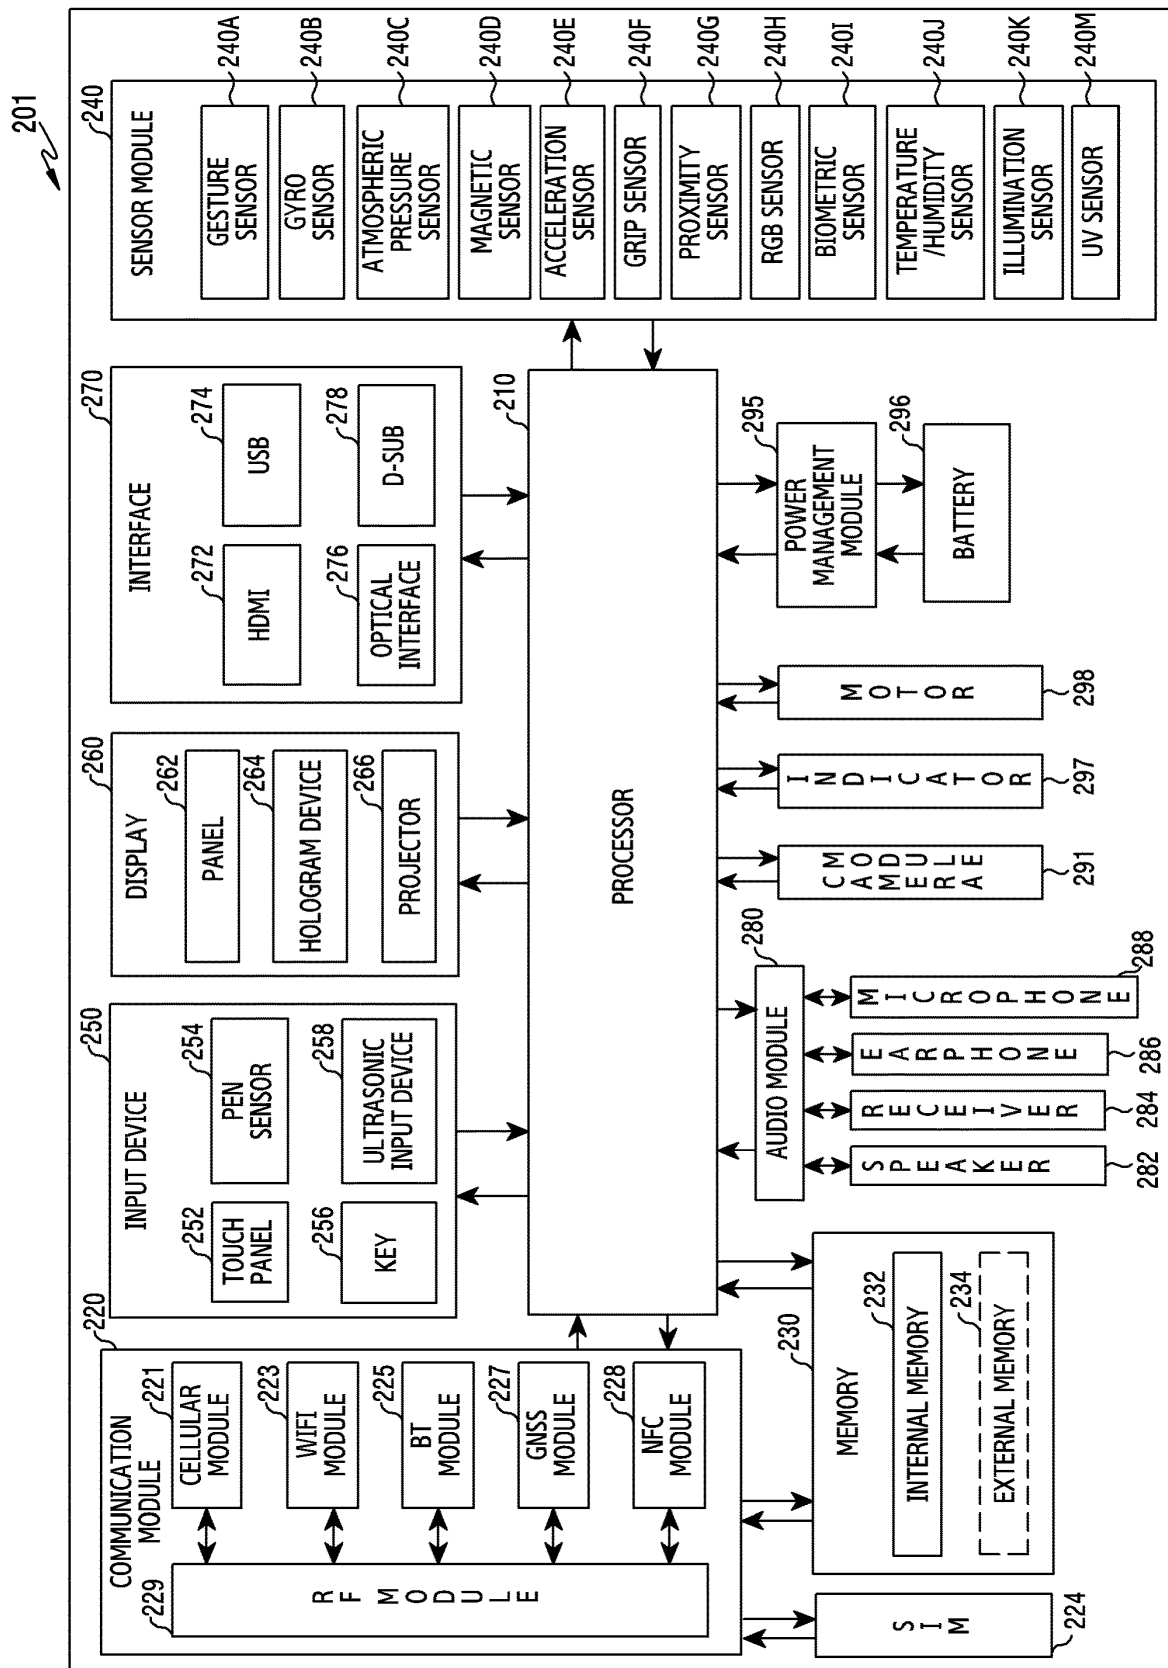 201
COMMUNICATION
MODULE
220
229
RF MODULE
221
CELLULAR
MODULE
223
WIFI
MODULE
225
BT
MODULE
227
GNSS
MODULE
228
NFC
MODULE
SIM
224
INPUT DEVICE
250
252
TOUCH
PANEL
254
PEN
SENSOR
256
KEY
258
ULTRASONIC
INPUT DEVICE
DISPLAY
260
262
PANEL
264
HOLOGRAM DEVICE
266
PROJECTOR
INTERFACE
270
272
HDMI
274
USB
276
OPTICAL
INTERFACE
278
D-SUB
SENSOR MODULE
240
GESTURE
SENSOR
240A
GYRO
SENSOR
240B
ATMOSPHERIC
PRESSURE
SENSOR
240C
MAGNETIC
SENSOR
240D
ACCELERATION
SENSOR
240E
GRIP SENSOR
240F
PROXIMITY
SENSOR
240G
RGB SENSOR
240H
BIOMETRIC
SENSOR
240I
TEMPERATURE
/HUMIDITY
SENSOR
240J
ILLUMINATION
SENSOR
240K
UV SENSOR
240M
PROCESSOR
210
230
MEMORY
232
INTERNAL MEMORY
234
EXTERNAL MEMORY
280
AUDIO MODULE
SPEAKER
282
RECEIVER
284
EARPHONE
286
MICROPHONE
288
CAMERA
MODULE
291
INDICATOR
297
MOTOR
298
295
POWER
MANAGEMENT
MODULE
296
BATTERY